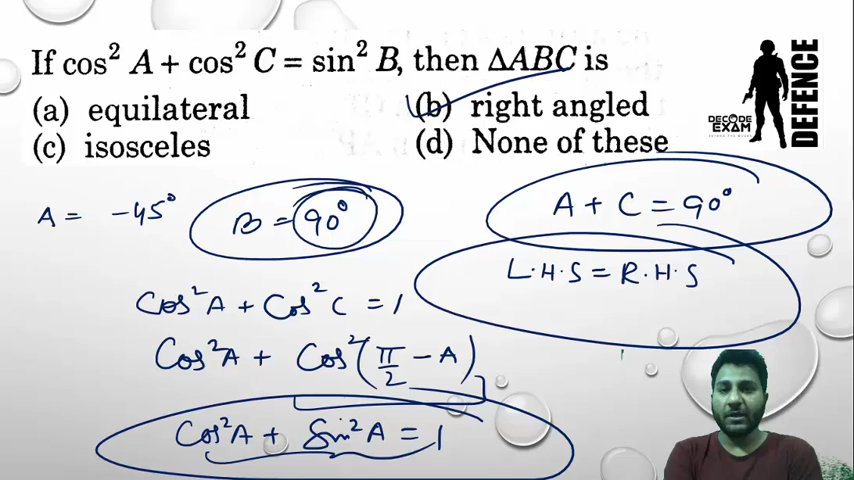 If cos² A + cos² C = sin² B, then ΔABC is
(a) equilateral
(b) right angled
(c) isosceles
(d) None of these
DECODE
EXAM
DEFENCE
A = -45°
B = 90°
A + C = 90°
L.H.S = R.H.S
Cos²A + Cos²C = 1
Cos²A + Cos²(π/2 - A)
Cos²A + Sin²A = 1